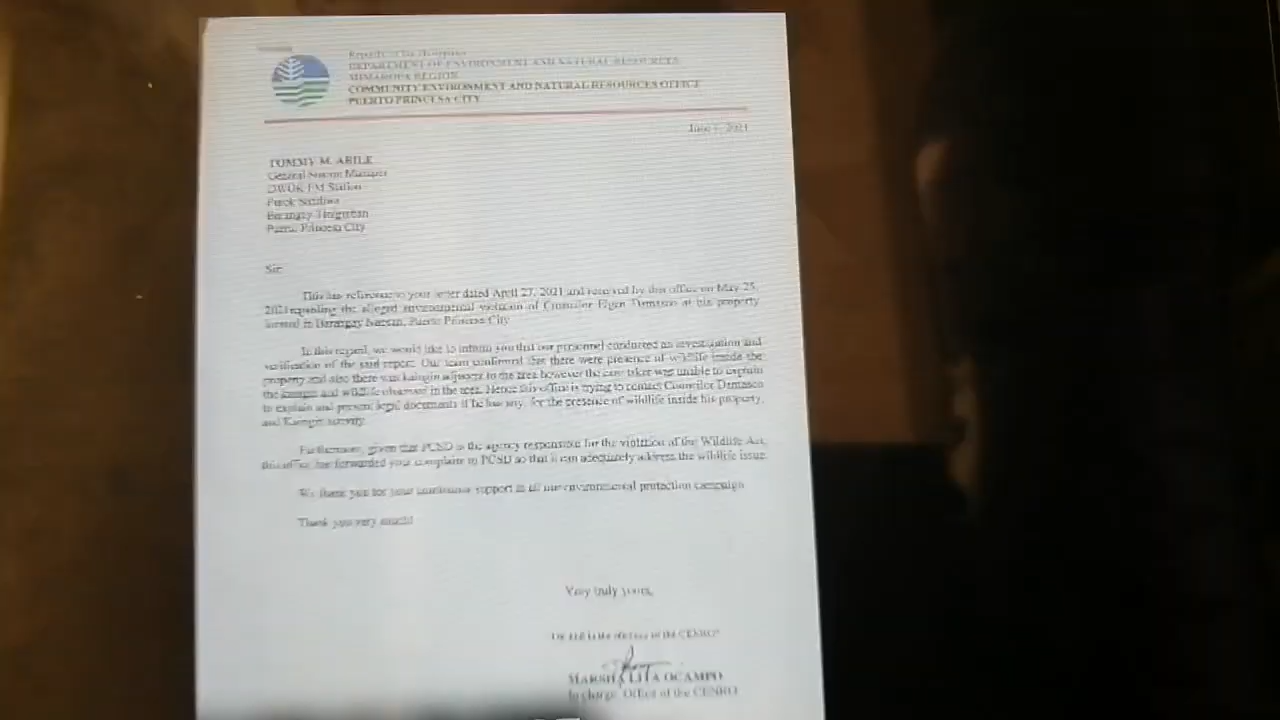 Republic of the Philippines
DEPARTMENT OF ENVIRONMENT AND NATURAL RESOURCES
MIMAROPA REGION
COMMUNITY ENVIRONMENT AND NATURAL RESOURCES OFFICE
PUERTO PRINCESA CITY
June 2021
TOMMY M. ABILE
General Manager
DWOK FM Station
Purok
Barangay Tiniguiban
Puerto Princesa City
Sir:
This has reference to your letter dated April 27, 2021 and received by this office on May 25,
2021 regarding the alleged environmental violation of Councilor Elgin Damasco at his property
located in Barangay Puerto Princesa City
In this regard, we would like to inform you that our personnel conducted an investigation and
verification of the said report. Our team confirmed that there were presence of wildlife inside the
property and also there was kaingin adjacent to the area however the care taker was unable to explain
the kaingin and wildlife observed in the area. Hence this office is trying to contact Councilor Damasco
to explain and present legal documents if he has any, for the presence of wildlife inside his property,
and Kaingin activity.
Furthermore, given that PCSD is the agency responsible for the violation of the Wildlife Act,
this office has forwarded your complaint to PCSD so that it can adequately address the wildlife issue.
We thank you for your continuous support in all our environmental protection campaign.
Thank you very much!
Very truly yours,
in the of the CENRO
MARSHA LITA OCAMPO
In charge, Office of the CENRO